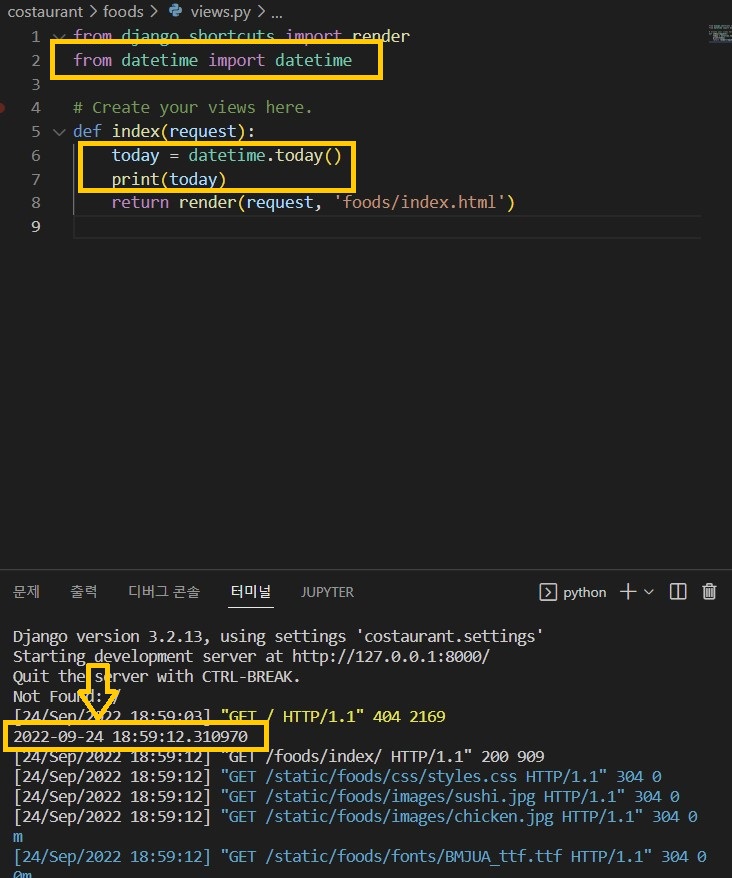 costaurant > foods > views.py > ...
1 from django.shortcuts import render
2 from datetime import datetime
3
4 # Create your views here.
5 def index(request):
6 today = datetime.today()
7 print(today)
8 return render(request, 'foods/index.html')
9
문제 출력 디버그 콘솔 터미널 JUPYTER python
Django version 3.2.13, using settings 'costaurant.settings'
Starting development server at http://127.0.0.1:8000/
Quit the server with CTRL-BREAK.
Not Found: /
[24/Sep/2022 18:59:03] "GET / HTTP/1.1" 404 2169
2022-09-24 18:59:12.310970
[24/Sep/2022 18:59:12] "GET /foods/index/ HTTP/1.1" 200 909
[24/Sep/2022 18:59:12] "GET /static/foods/css/styles.css HTTP/1.1" 304 0
[24/Sep/2022 18:59:12] "GET /static/foods/images/sushi.jpg HTTP/1.1" 304 0
[24/Sep/2022 18:59:12] "GET /static/foods/images/chicken.jpg HTTP/1.1" 304 0
m
[24/Sep/2022 18:59:12] "GET /static/foods/fonts/BMJUA_ttf.ttf HTTP/1.1" 304 0
0m